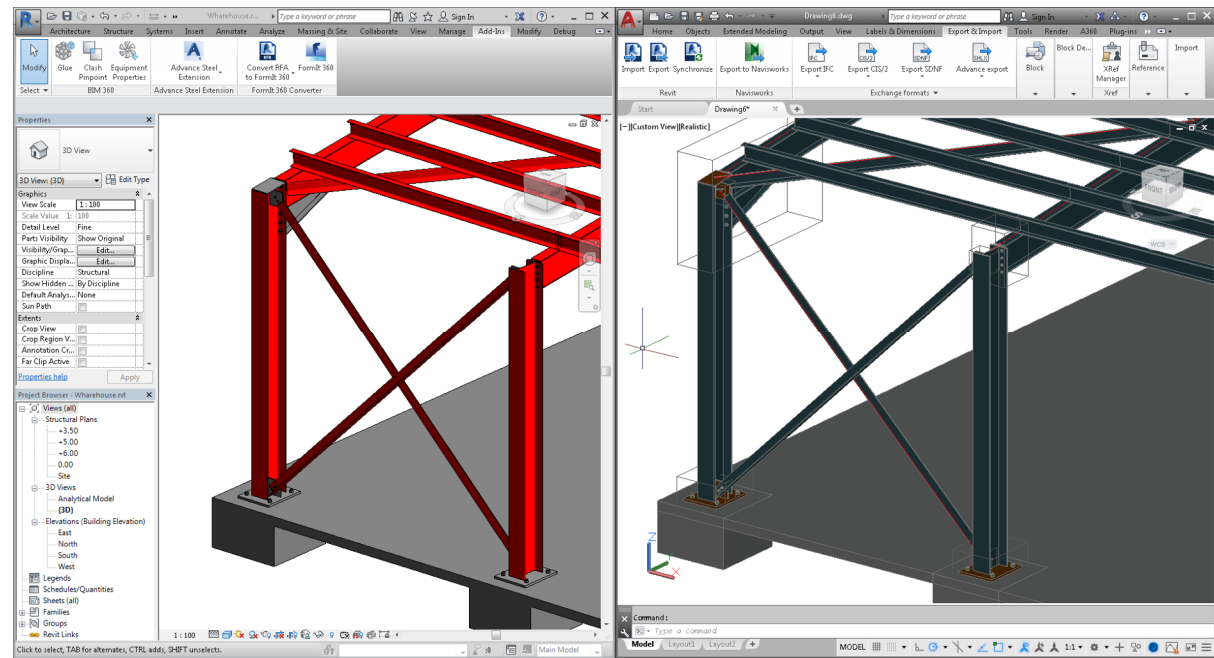 Wharehouse.r...
Type a keyword or phrase
Sign In
Architecture Structure Systems Insert Annotate Analyze Massing & Site Collaborate View Manage Add-Ins Modify Debug
Modify
Glue
Clash Pinpoint
Equipment Properties
Advance Steel Extension
Convert RFA to FormIt 360
FormIt 360
Select
BIM 360
Advance Steel Extension
FormIt 360 Converter
Properties
3D View
3D View: {3D}
Edit Type
Graphics
View Scale 1 : 100
Scale Value 1: 100
Detail Level Fine
Parts Visibility Show Original
Visibility/Grap... Edit...
Graphic Displa... Edit...
Discipline Structural
Show Hidden ... By Discipline
Default Analys... None
Sun Path
Extents
Crop View
Crop Region V...
Annotation Cr...
Far Clip Active
Properties help
Apply
Project Browser - Wharehouse.rvt
Views (all)
Structural Plans
+3.50
+5.00
+6.00
0.00
Site
3D Views
Analytical Model
{3D}
Elevations (Building Elevation)
East
North
South
West
Legends
Schedules/Quantities
Sheets (all)
Families
Groups
Revit Links
1 : 100
Click to select, TAB for alternates, CTRL adds, SHIFT unselects.
:0
Main Model
Drawing6.dwg
Type a keyword or phrase
Sign In
Home Objects Extended Modeling Output View Labels & Dimensions Export & Import Tools Render A360 Plug-ins
Import
Export
Synchronize
Export to Navisworks
Export IFC
Export CIS/2
Export SDNF
Advance export
Block
Block De...
XRef Manager
Reference
Import
Revit
Navisworks
Exchange formats
Xref
Start
Drawing6*
[−][Custom View][Realistic]
FRONT
WCS
Z
X
Command:
Type a command
Model Layout1 Layout2 +
MODEL
1:1